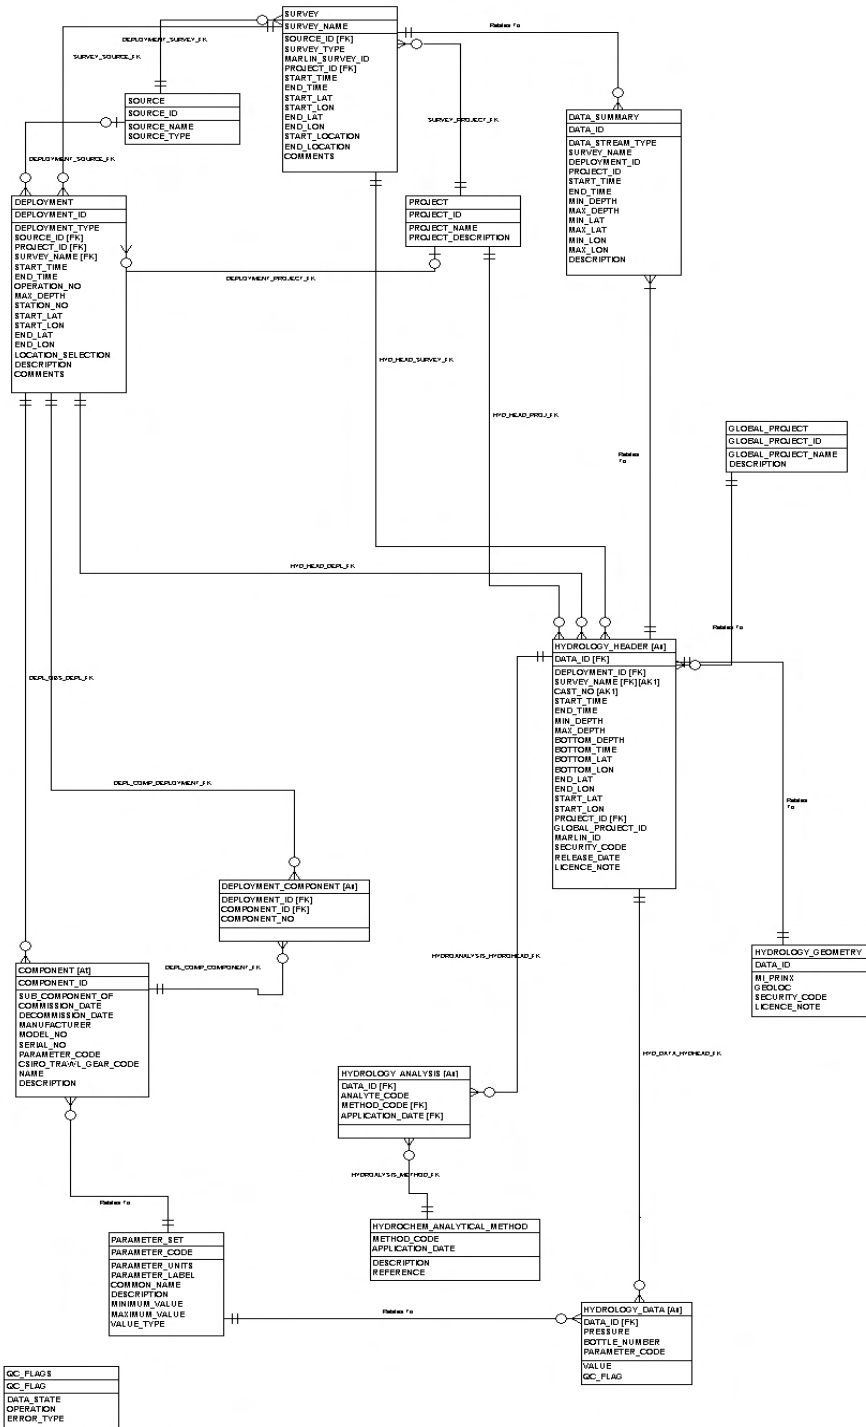 SURVEY
SURVEY_NAME
SOURCE_ID [FK]
SURVEY_TYPE
MARLIN_SURVEY_ID
PROJECT_ID [FK]
START_TIME
END_TIME
START_LAT
START_LON
END_LAT
END_LON
START_LOCATION
END_LOCATION
COMMENTS
Relates To
DEPLOYMENT_SURVEY_FK
SURVEY_SOURCE_FK
SOURCE
SOURCE_ID
SOURCE_NAME
SOURCE_TYPE
SURVEY_PROJECT_FK
DATA_SUMMARY
DATA_ID
DATA_STREAM_TYPE
SURVEY_NAME
DEPLOYMENT_ID
PROJECT_ID
START_TIME
END_TIME
MIN_DEPTH
MAX_DEPTH
MIN_LAT
MAX_LAT
MIN_LON
MAX_LON
DESCRIPTION
DEPLOYMENT_SOURCE_FK
DEPLOYMENT
DEPLOYMENT_ID
DEPLOYMENT_TYPE
SOURCE_ID [FK]
PROJECT_ID [FK]
SURVEY_NAME [FK]
START_TIME
END_TIME
OPERATION_NO
MAX_DEPTH
STATION_NO
START_LAT
START_LON
END_LAT
END_LON
LOCATION_SELECTION
DESCRIPTION
COMMENTS
PROJECT
PROJECT_ID
PROJECT_NAME
PROJECT_DESCRIPTION
DEPLOYMENT_PROJECT_FK
HYD_HEAD_SURVEY_FK
HYD_HEAD_PROJ_FK
Relates
To
GLOBAL_PROJECT
GLOBAL_PROJECT_ID
GLOBAL_PROJECT_NAME
DESCRIPTION
HYD_HEAD_DEPL_FK
Relates To
HYDROLOGY_HEADER [As]
DATA_ID [FK]
DEPLOYMENT_ID [FK]
SURVEY_NAME [FK] [AK1]
CAST_NO [AK1]
START_TIME
END_TIME
MIN_DEPTH
MAX_DEPTH
BOTTOM_DEPTH
BOTTOM_TIME
BOTTOM_LAT
BOTTOM_LON
END_LAT
END_LON
START_LAT
START_LON
PROJECT_ID [FK]
GLOBAL_PROJECT_ID
MARLIN_ID
SECURITY_CODE
RELEASE_DATE
LICENCE_NOTE
DEPL_OBS_DEPL_FK
DEPL_COMP_DEPLOYMENT_FK
Relates
To
DEPLOYMENT_COMPONENT [As]
DEPLOYMENT_ID [FK]
COMPONENT_ID [FK]
COMPONENT_NO
HYDROLOGY_GEOMETRY
DATA_ID
MI_PRINX
GEOLOC
SECURITY_CODE
LICENCE_NOTE
HYDROANALYSIS_HYDROHEAD_FK
DEPL_COMP_COMPONENT_FK
COMPONENT [At]
COMPONENT_ID
SUB_COMPONENT_OF
COMMISSION_DATE
DECOMMISSION_DATE
MANUFACTURER
MODEL_NO
SERIAL_NO
PARAMETER_CODE
CSIRO_TRAWL_GEAR_CODE
NAME
DESCRIPTION
HYD_DATA_HYDHEAD_FK
HYDROLOGY_ANALYSIS [As]
DATA_ID [FK]
ANALYTE_CODE
METHOD_CODE [FK]
APPLICATION_DATE [FK]
HYDROANLYSIS_METHOD_FK
Relates To
HYDROCHEM_ANALYTICAL_METHOD
METHOD_CODE
APPLICATION_DATE
DESCRIPTION
REFERENCE
PARAMETER_SET
PARAMETER_CODE
PARAMETER_UNITS
PARAMETER_LABEL
COMMON_NAME
DESCRIPTION
MINIMUM_VALUE
MAXIMUM_VALUE
VALUE_TYPE
Relates To
HYDROLOGY_DATA [As]
DATA_ID [FK]
PRESSURE
BOTTLE_NUMBER
PARAMETER_CODE
VALUE
QC_FLAG
QC_FLAGS
QC_FLAG
DATA_STATE
OPERATION
ERROR_TYPE